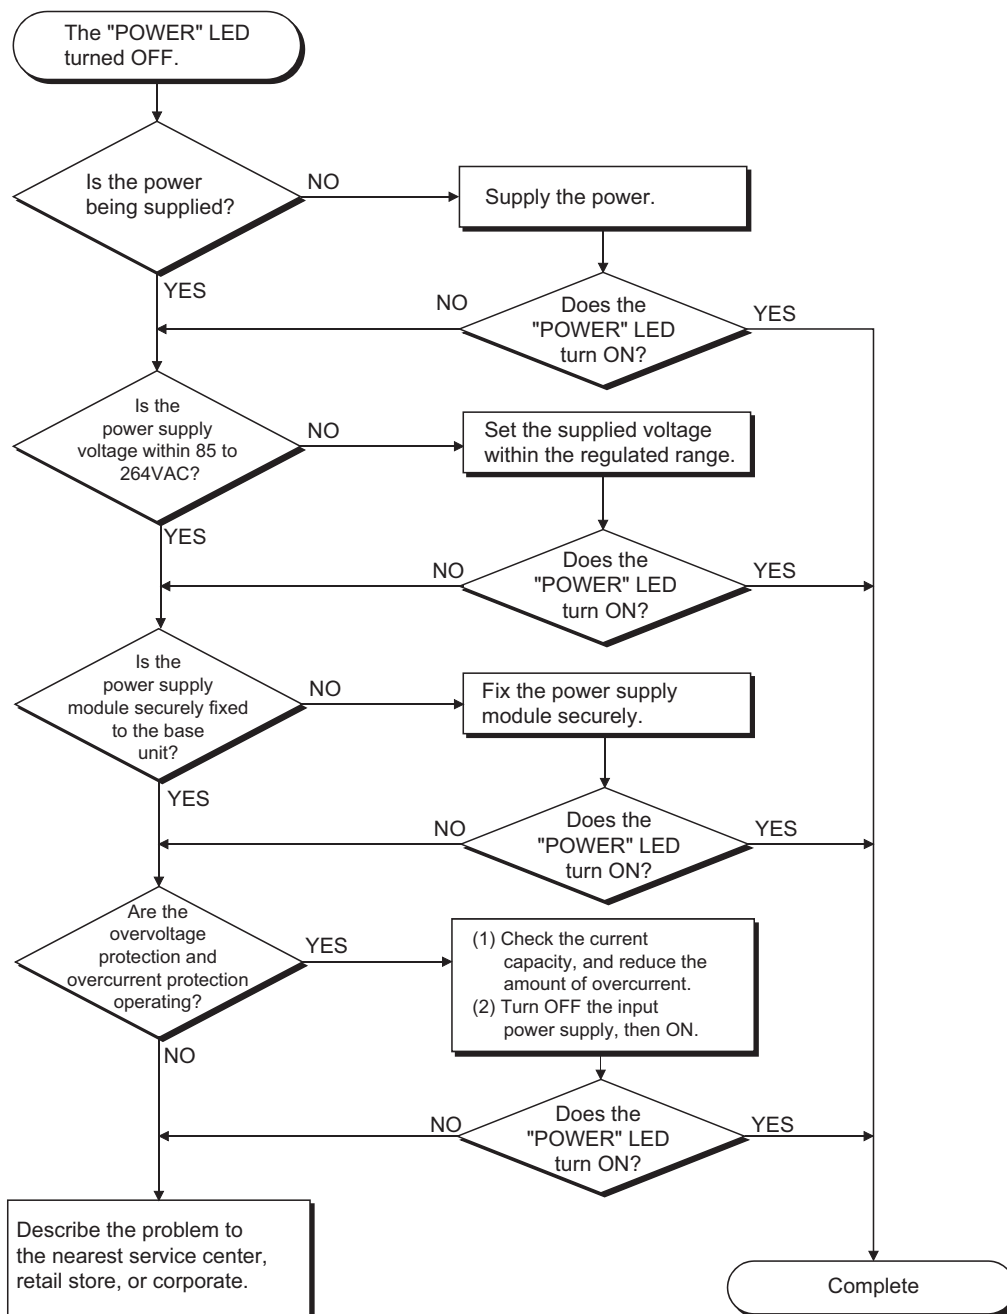 The "POWER" LED
turned OFF.
Is the power
being supplied?
NO
Supply the power.
YES
NO
Does the
"POWER" LED
turn ON?
YES
Is the
power supply
voltage within 85 to
264VAC?
NO
Set the supplied voltage
within the regulated range.
YES
NO
Does the
"POWER" LED
turn ON?
YES
Is the
power supply
module securely fixed
to the base
unit?
NO
Fix the power supply
module securely.
YES
NO
Does the
"POWER" LED
turn ON?
YES
Are the
overvoltage
protection and
overcurrent protection
operating?
YES
(1) Check the current
capacity, and reduce the
amount of overcurrent.
(2) Turn OFF the input
power supply, then ON.
NO
NO
Does the
"POWER" LED
turn ON?
YES
Describe the problem to
the nearest service center,
retail store, or corporate.
Complete